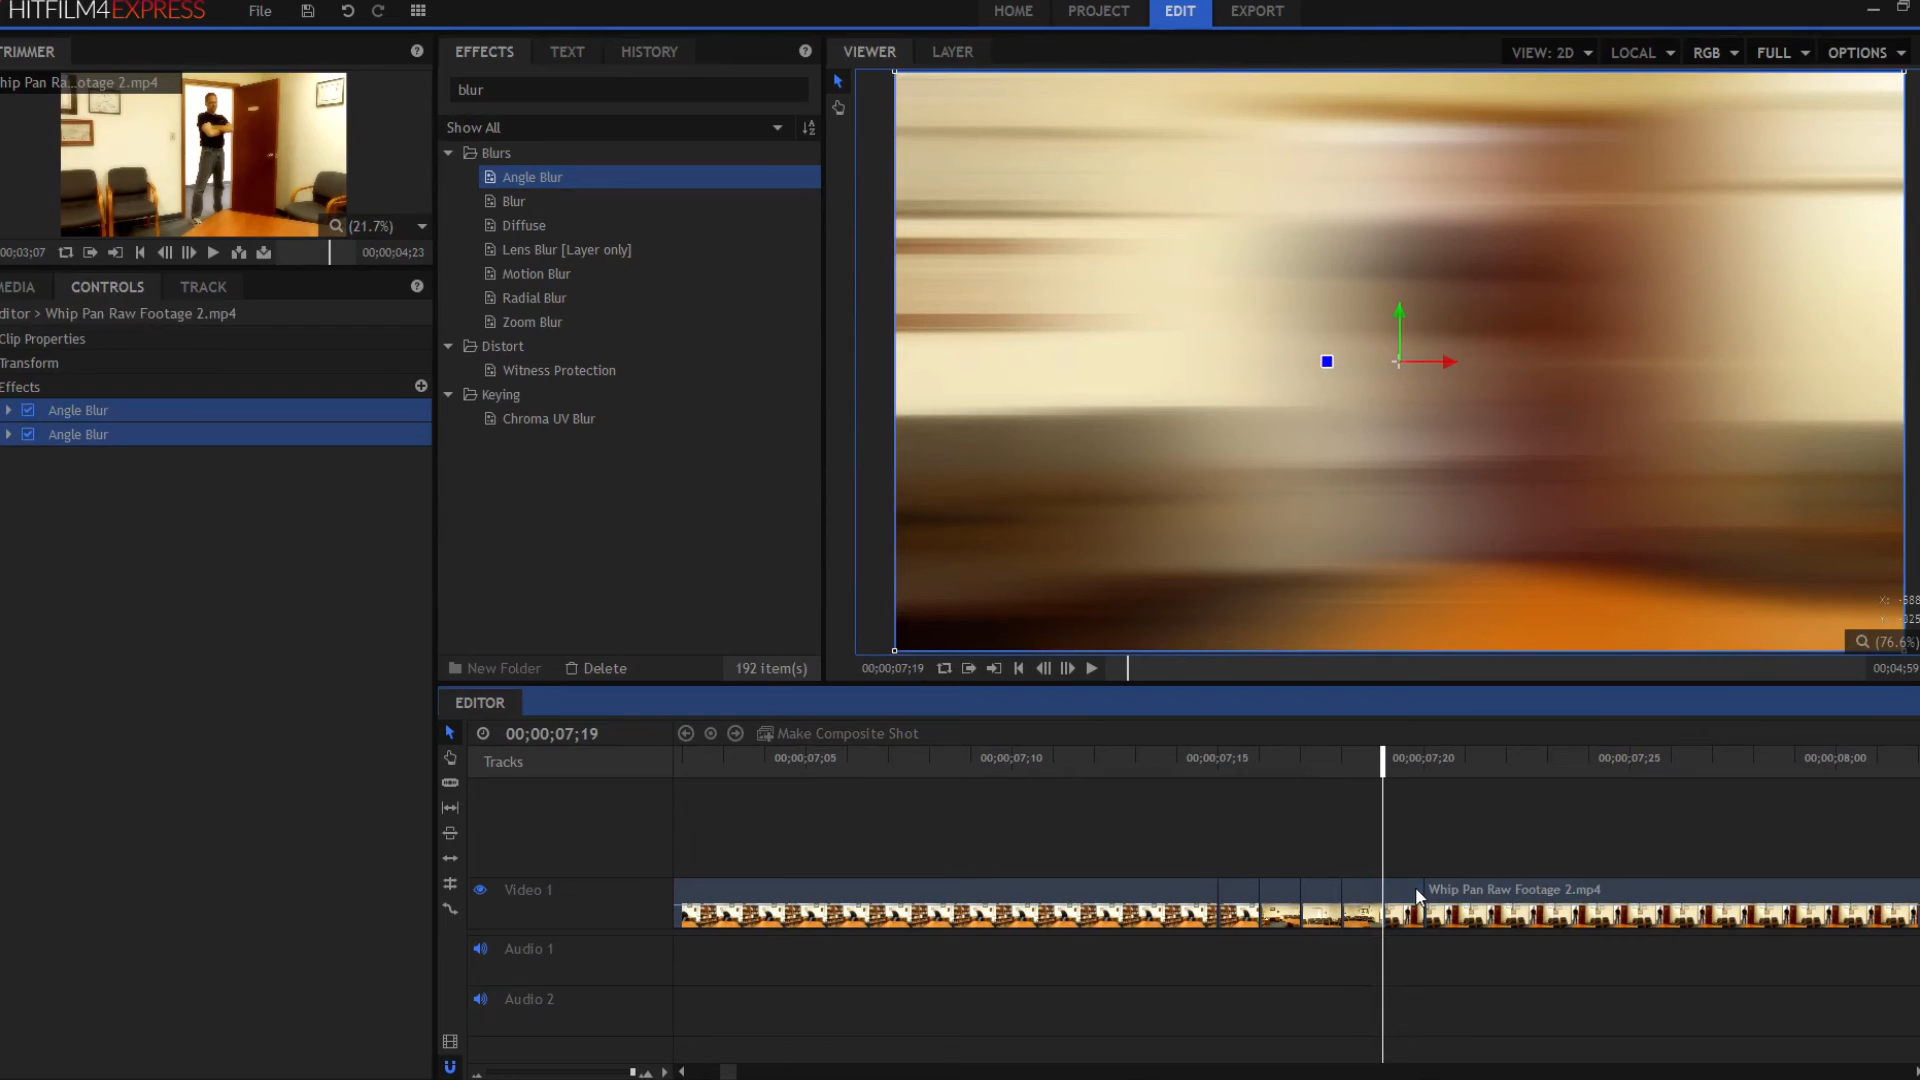 HITFILM4EXPRESS File HOME PROJECT EDIT EXPORT
TRIMMER
hip Pan Ra...otage 2.mp4
(21.7%)
00;03;07 00;00;04;23
EFFECTS TEXT HISTORY
blur
Show All
Blurs
Angle Blur
Blur
Diffuse
Lens Blur [Layer only]
Motion Blur
Radial Blur
Zoom Blur
Distort
Witness Protection
Keying
Chroma UV Blur
New Folder Delete 192 item(s)
VIEWER LAYER VIEW: 2D LOCAL RGB FULL OPTIONS
X: -588
(76.6%)
00;00;07;19 00;04;59
MEDIA CONTROLS TRACK
ditor > Whip Pan Raw Footage 2.mp4
Clip Properties
Transform
Effects
Angle Blur
Angle Blur
EDITOR
00;00;07;19 Make Composite Shot
Tracks 00;00;07;05 00;00;07;10 00;00;07;15 00;00;07;20 00;00;07;25 00;00;08;00
Video 1 Whip Pan Raw Footage 2.mp4
Audio 1
Audio 2